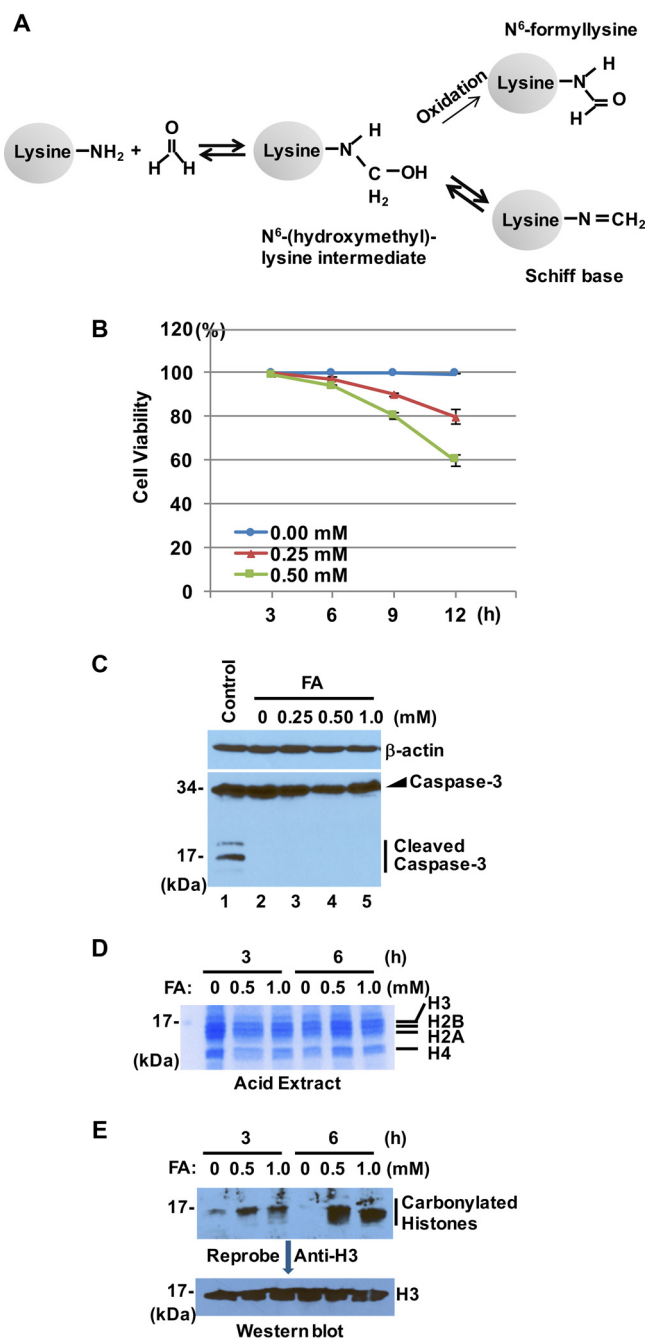 A
N⁶-formyllysine
Lysine N H
C O
H
Oxidation
Lysine NH₂ + O
H H
Lysine N H
C OH
H₂
Lysine N=CH₂
N⁶-(hydroxymethyl)-
lysine intermediate
Schiff base
B
120 (%)
100
80
60
40
20
0
Cell Viability
0.00 mM
0.25 mM
0.50 mM
3 6 9 12 (h)
C
Control
FA
0 0.25 0.50 1.0 (mM)
β-actin
34- Caspase-3
17- Cleaved
Caspase-3
(kDa)
1 2 3 4 5
D
3 6 (h)
FA: 0 0.5 1.0 0 0.5 1.0 (mM)
17- H3
H2B
H2A
(kDa) H4
Acid Extract
E
3 6 (h)
FA: 0 0.5 1.0 0 0.5 1.0 (mM)
17- Carbonylated
Histones
Reprobe Anti-H3
17- H3
(kDa)
Western blot